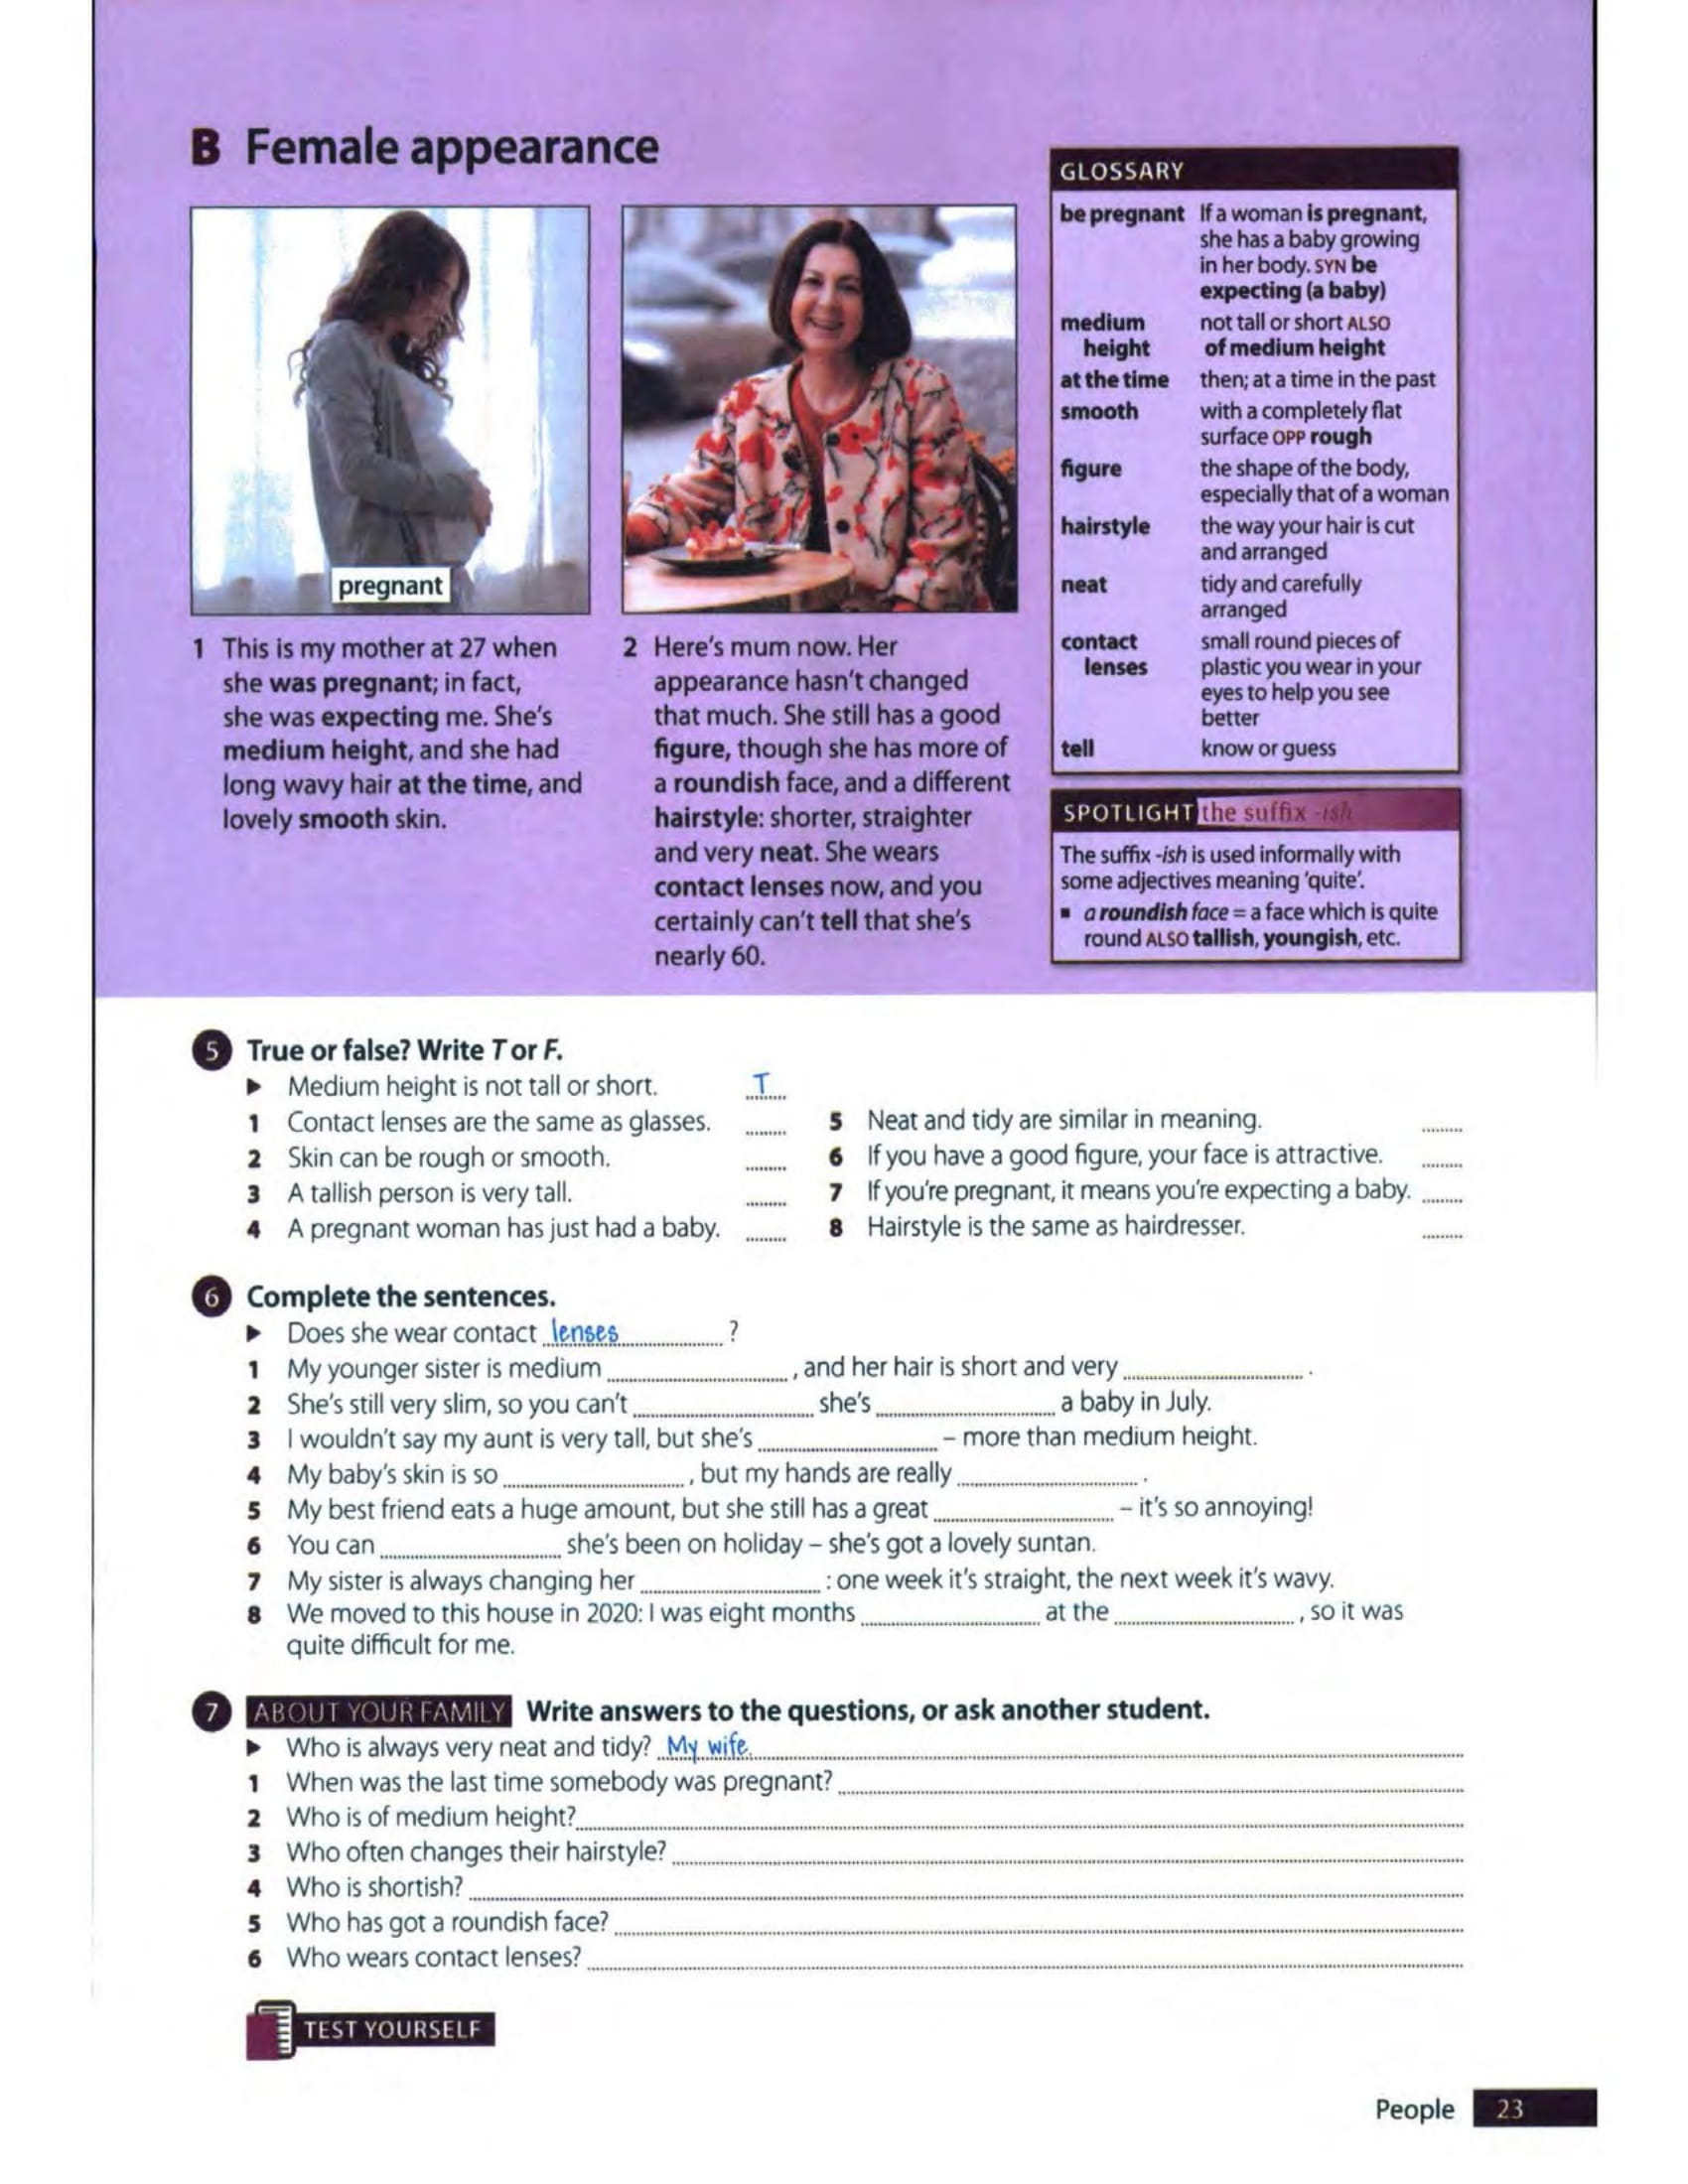 B Female appearance
pregnant
1 This is my mother at 27 when
she was pregnant; in fact,
she was expecting me. She's
medium height, and she had
long wavy hair at the time, and
lovely smooth skin.
2 Here's mum now. Her
appearance hasn't changed
that much. She still has a good
figure, though she has more of
a roundish face, and a different
hairstyle: shorter, straighter
and very neat. She wears
contact lenses now, and you
certainly can't tell that she's
nearly 60.
GLOSSARY
be pregnant If a woman is pregnant,
she has a baby growing
in her body. SYN be
expecting (a baby)
medium not tall or short ALSO
height of medium height
at the time then; at a time in the past
smooth with a completely flat
surface OPP rough
figure the shape of the body,
especially that of a woman
hairstyle the way your hair is cut
and arranged
neat tidy and carefully
arranged
contact small round pieces of
lenses plastic you wear in your
eyes to help you see
better
tell know or guess
SPOTLIGHT the suffix -ish
The suffix -ish is used informally with
some adjectives meaning 'quite'.
▪ a roundish face = a face which is quite
round ALSO tallish, youngish, etc.
5 True or false? Write T or F.
▶ Medium height is not tall or short. T
1 Contact lenses are the same as glasses. ........
2 Skin can be rough or smooth. ........
3 A tallish person is very tall. ........
4 A pregnant woman has just had a baby. ........
5 Neat and tidy are similar in meaning. ........
6 If you have a good figure, your face is attractive. ........
7 If you're pregnant, it means you're expecting a baby. ........
8 Hairstyle is the same as hairdresser. ........
6 Complete the sentences.
▶ Does she wear contact lenses ........ ?
1 My younger sister is medium ........ , and her hair is short and very ........ .
2 She's still very slim, so you can't ........ she's ........ a baby in July.
3 I wouldn't say my aunt is very tall, but she's ........ – more than medium height.
4 My baby's skin is so ........ , but my hands are really ........ .
5 My best friend eats a huge amount, but she still has a great ........ – it's so annoying!
6 You can ........ she's been on holiday – she's got a lovely suntan.
7 My sister is always changing her ........ : one week it's straight, the next week it's wavy.
8 We moved to this house in 2020: I was eight months ........ at the ........ , so it was
quite difficult for me.
7 ABOUT YOUR FAMILY Write answers to the questions, or ask another student.
▶ Who is always very neat and tidy? My wife. ........
1 When was the last time somebody was pregnant? ........
2 Who is of medium height? ........
3 Who often changes their hairstyle? ........
4 Who is shortish? ........
5 Who has got a roundish face? ........
6 Who wears contact lenses? ........
TEST YOURSELF
People 23